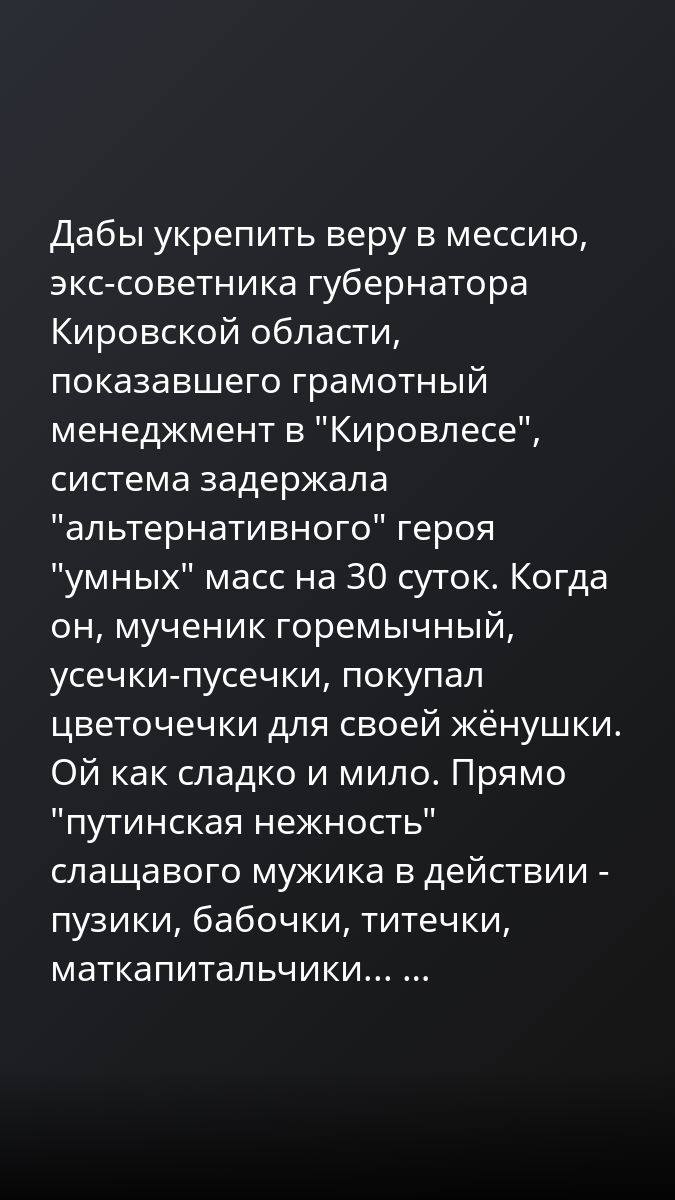 Дабы укрепить веру в мессию,
экс-советника губернатора
Кировской области,
показавшего грамотный
менеджмент в "Кировлесе",
система задержала
"альтернативного" героя
"умных" масс на 30 суток. Когда
он, мученик горемычный,
усечки-пусечки, покупал
цветочечки для своей жёнушки.
Ой как сладко и мило. Прямо
"путинская нежность"
слащавого мужика в действии -
пузики, бабочки, титечки,
маткапитальчики... ...